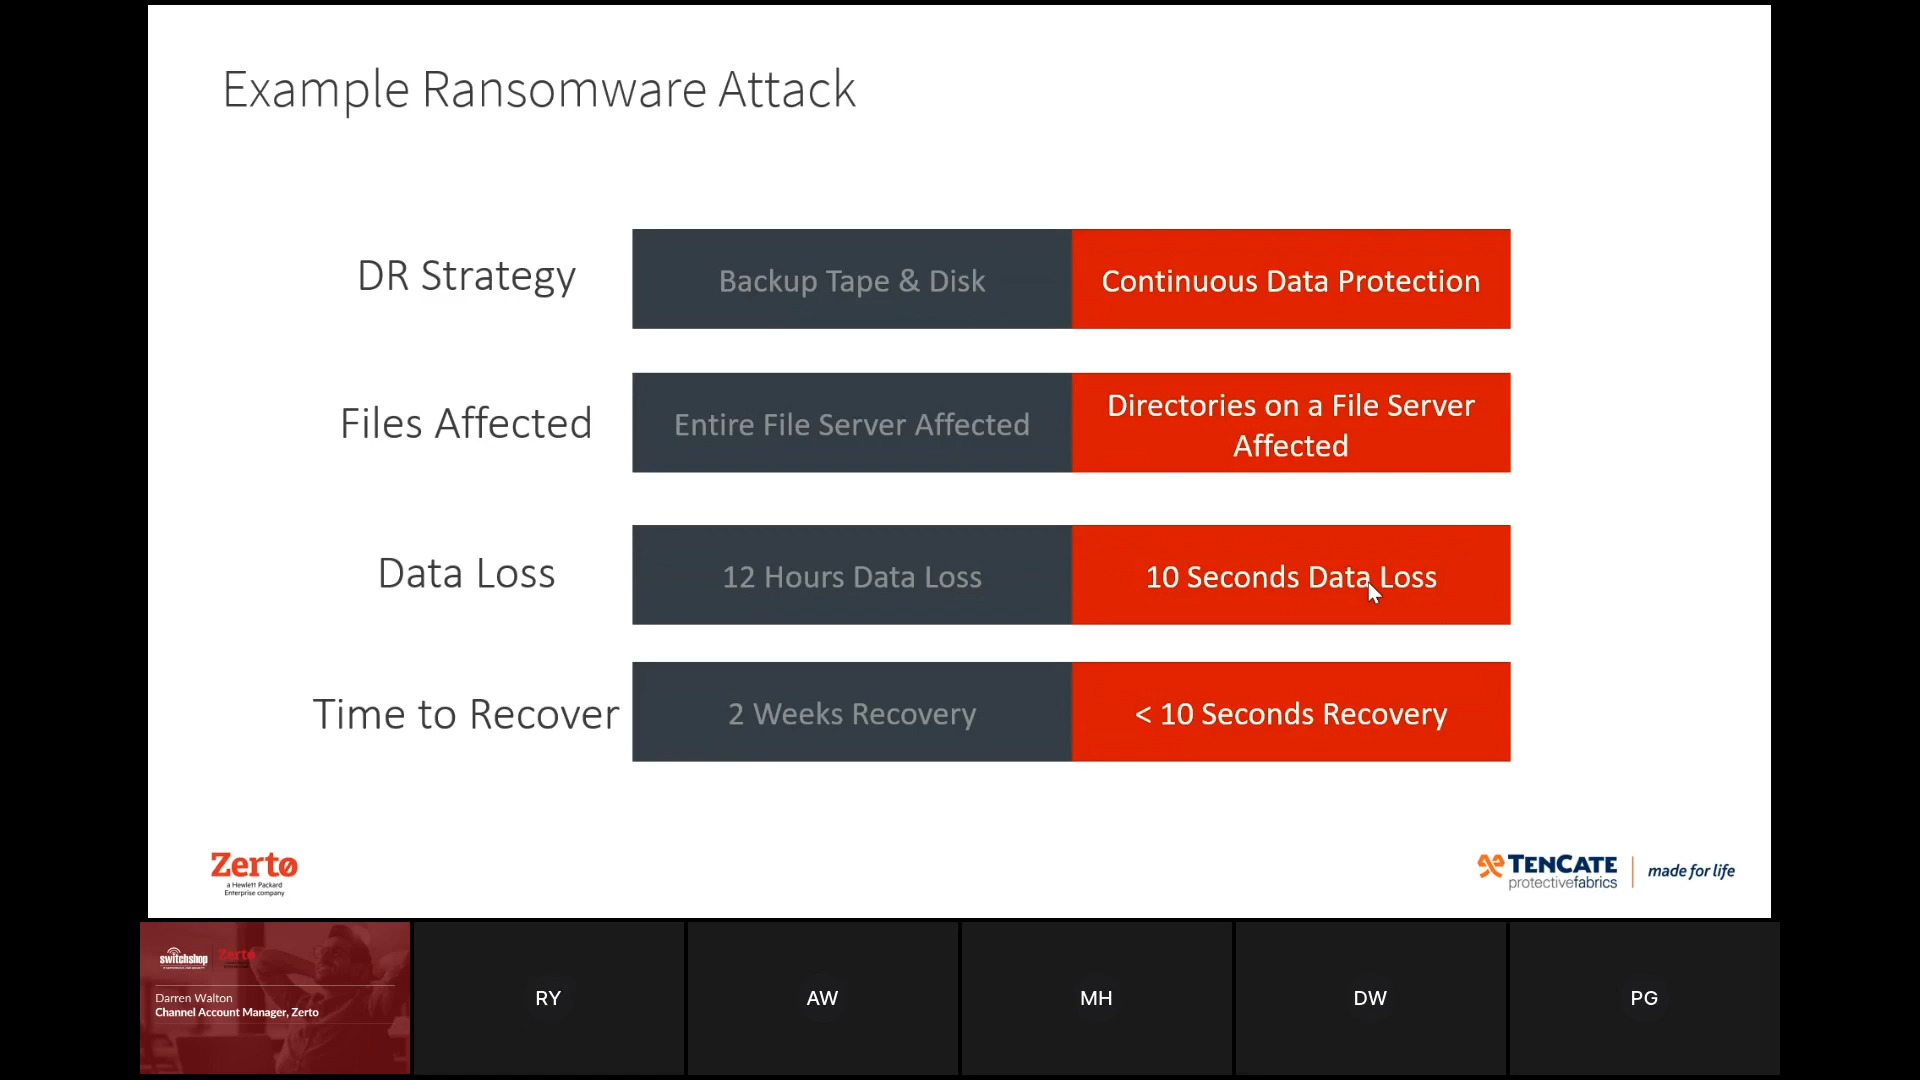 Example Ransomware Attack
DR Strategy
Backup Tape & Disk
Continuous Data Protection
Files Affected
Entire File Server Affected
Directories on a File Server
Affected
Data Loss
12 Hours Data Loss
10 Seconds Data Loss
Time to Recover
2 Weeks Recovery
< 10 Seconds Recovery
Zerto
a Hewlett Packard
Enterprise company
TENCATE
protectivefabrics
made for life
switchshop
Zerto
Darren Walton
Channel Account Manager, Zerto
RY
AW
MH
DW
PG